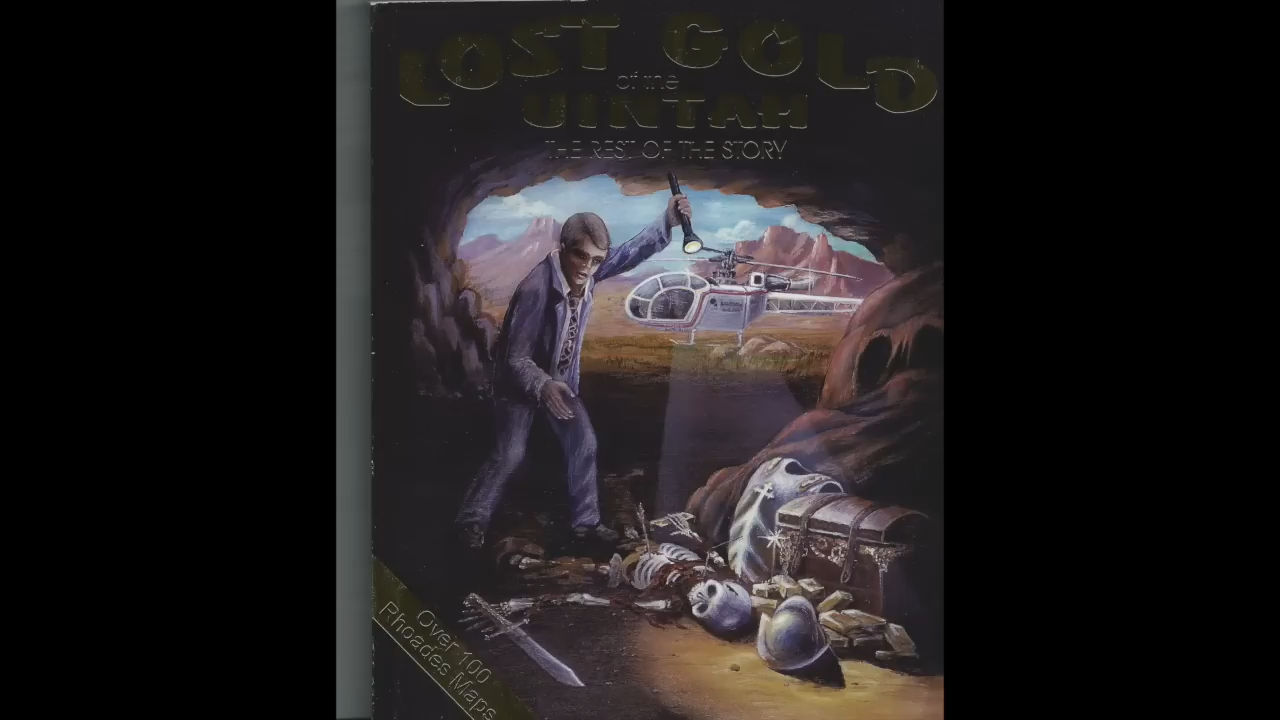 LOST GOLD
of the
UINTAH
THE REST OF THE STORY
Over 100
Rhoades Maps